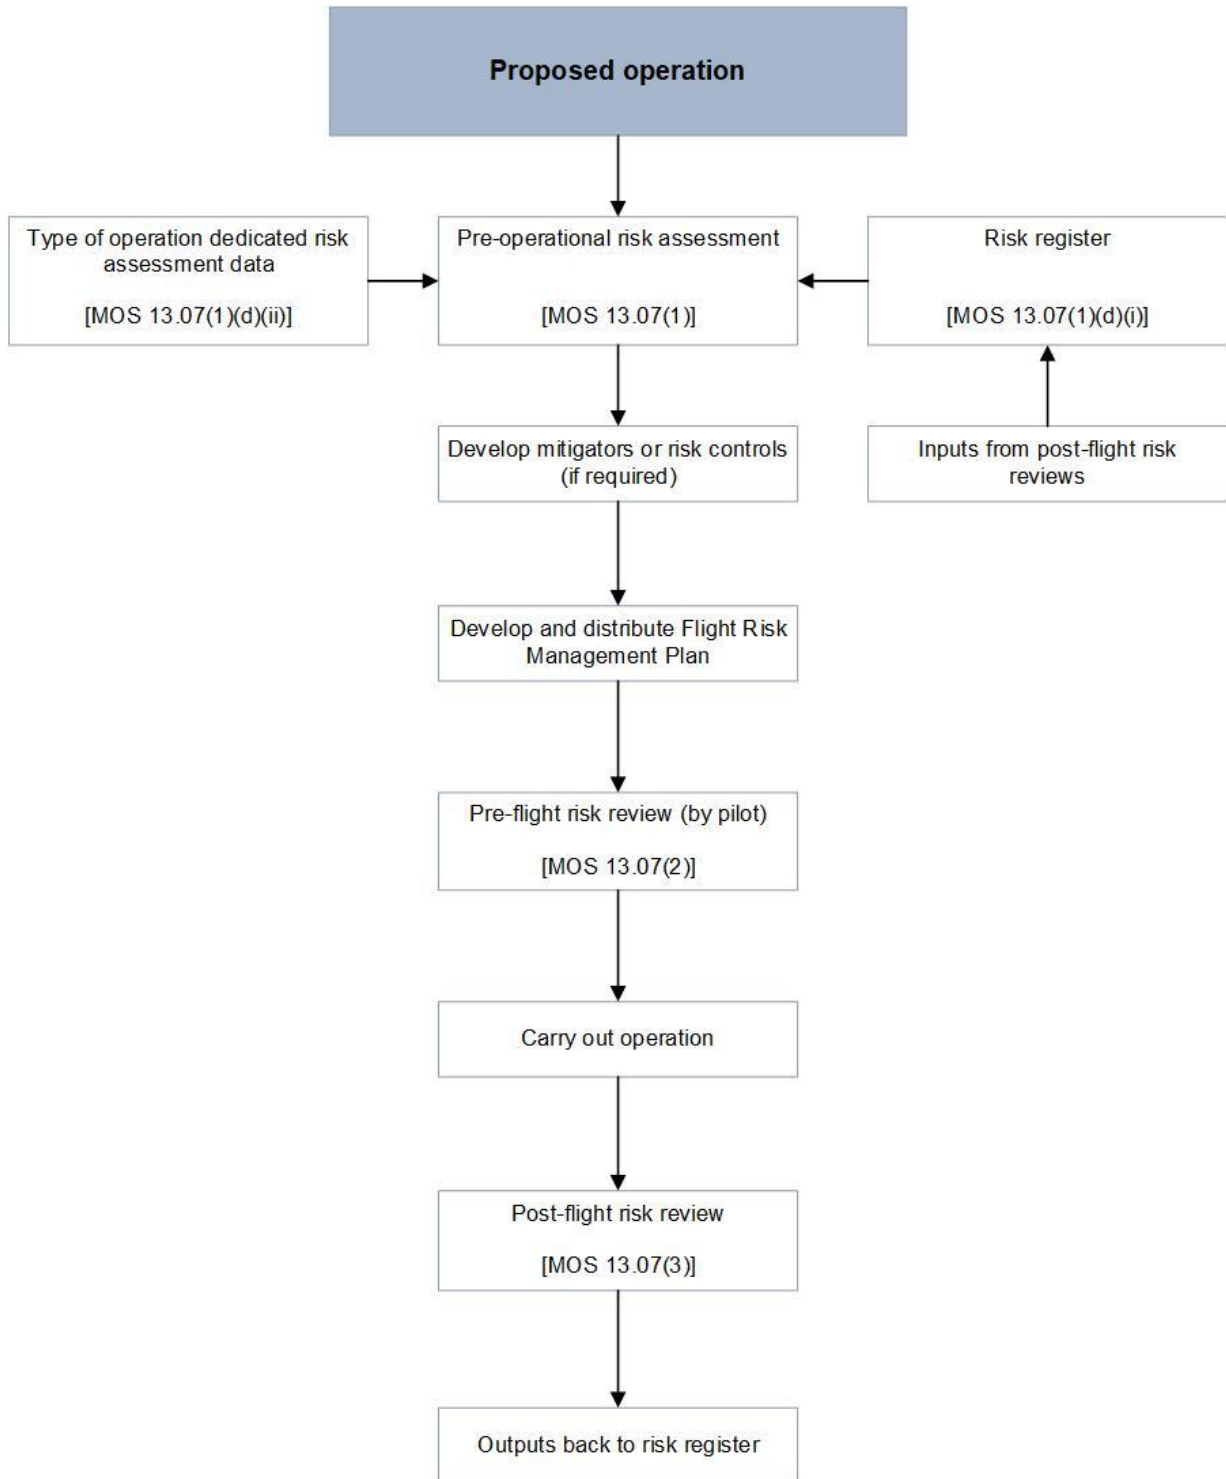 Proposed operation
Type of operation dedicated risk
assessment data
[MOS 13.07(1)(d)(ii)]
Pre-operational risk assessment
[MOS 13.07(1)]
Risk register
[MOS 13.07(1)(d)(i)]
Develop mitigators or risk controls
(if required)
Inputs from post-flight risk
reviews
Develop and distribute Flight Risk
Management Plan
Pre-flight risk review (by pilot)
[MOS 13.07(2)]
Carry out operation
Post-flight risk review
[MOS 13.07(3)]
Outputs back to risk register